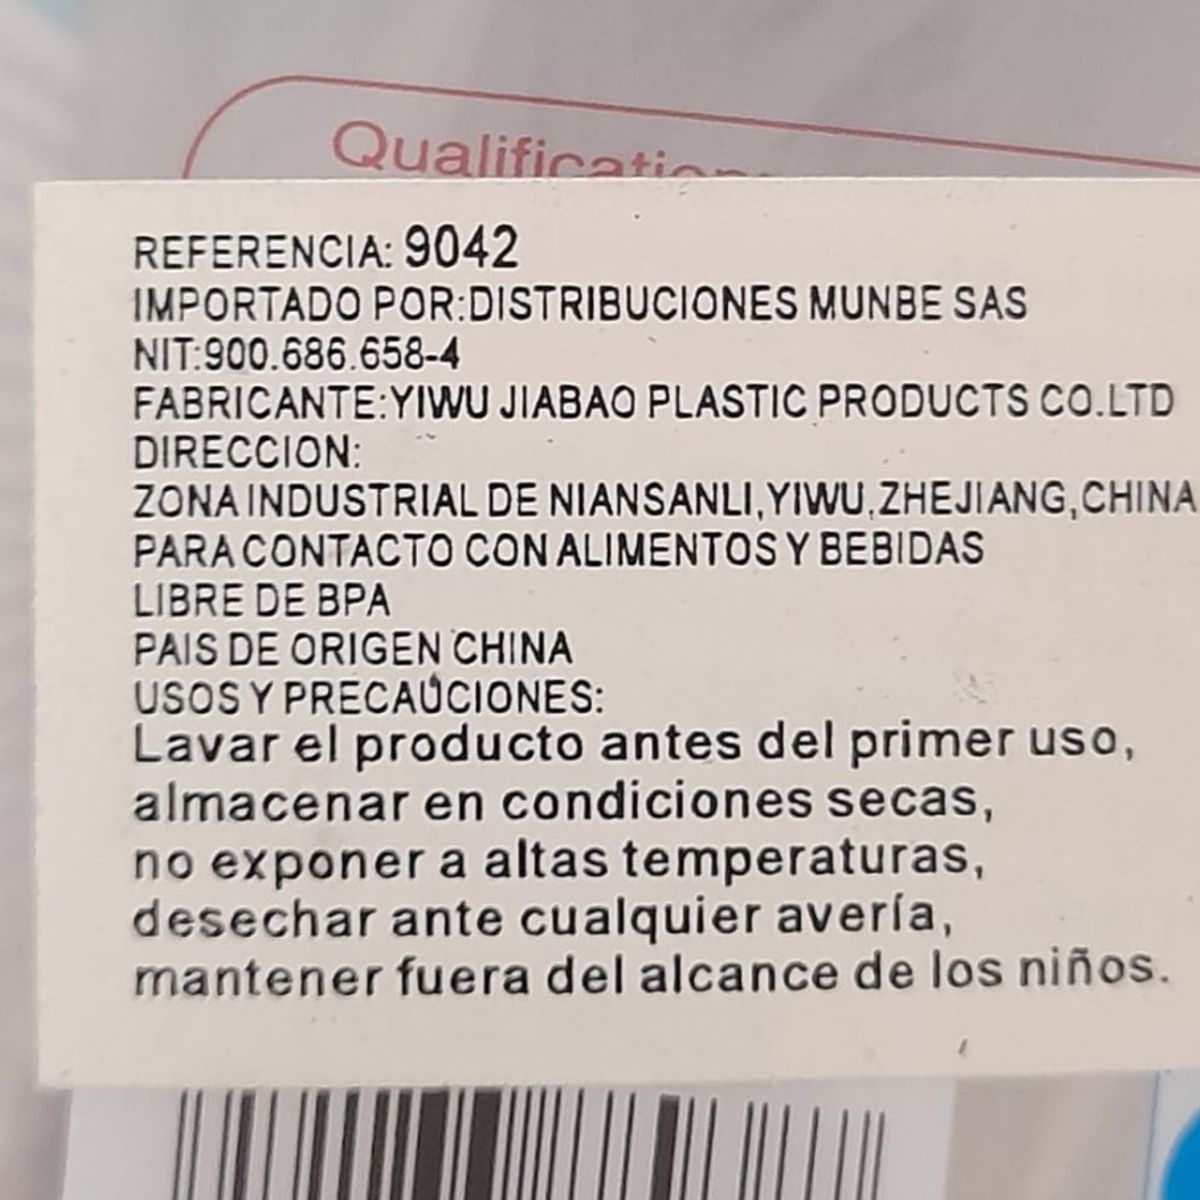 Qualification
REFERENCIA: 9042
IMPORTADO POR:DISTRIBUCIONES MUNBE SAS
NIT:900.686.658-4
FABRICANTE:YIWU JIABAO PLASTIC PRODUCTS CO.LTD
DIRECCION:
ZONA INDUSTRIAL DE NIANSANLI,YIWU,ZHEJIANG,CHINA
PARA CONTACTO CON ALIMENTOS Y BEBIDAS
LIBRE DE BPA
PAIS DE ORIGEN CHINA
USOS Y PRECAUCIONES:
Lavar el producto antes del primer uso,
almacenar en condiciones secas,
no exponer a altas temperaturas,
desechar ante cualquier avería,
mantener fuera del alcance de los niños.